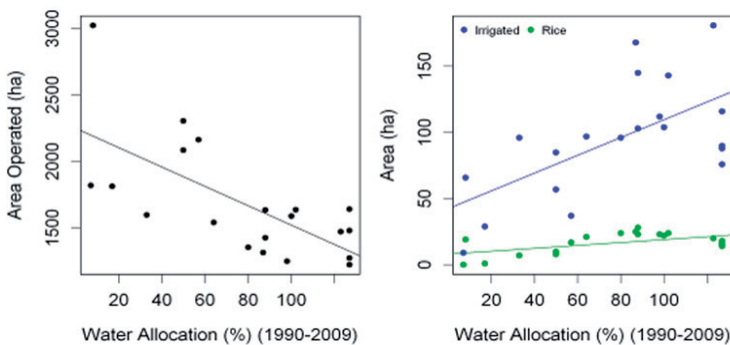 Area Operated (ha)
3000
2500
2000
1500
20 40 60 80 100
Water Allocation (%) (1990-2009)
Irrigated Rice
Area (ha)
150
100
50
0
20 40 60 80 100
Water Allocation (%) (1990-2009)